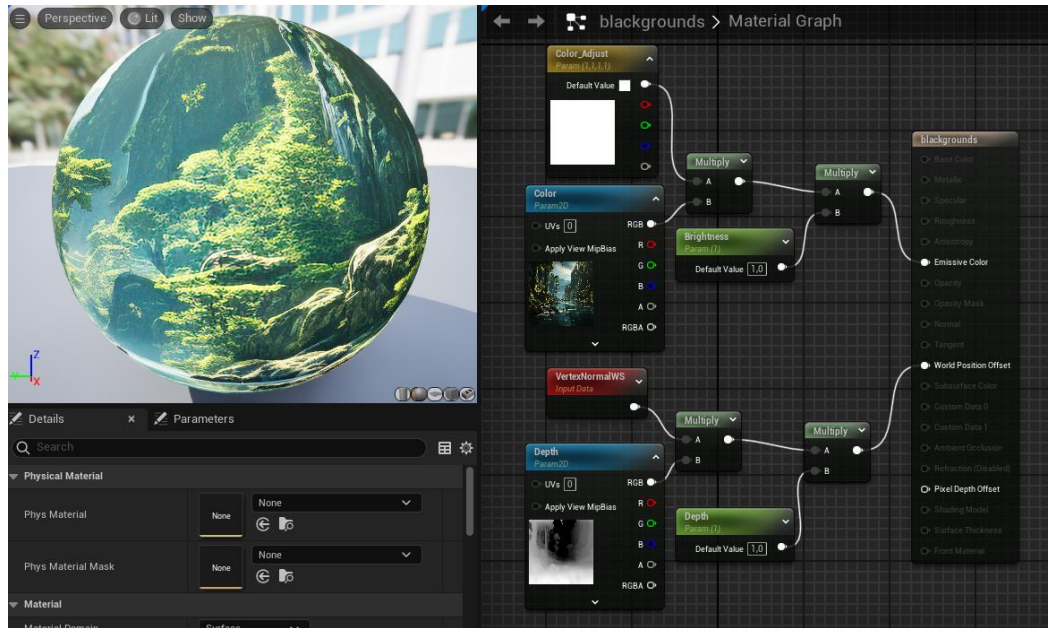 Perspective
Lit
Show
Details
Parameters
Search
Physical Material
Phys Material
None
None
Phys Material Mask
None
None
Material
Material Domain
Surface
blackgrounds > Material Graph
Color_Adjust
Param (1,1,1,1)
Default Value
Multiply
A
B
Multiply
A
B
Color
Param2D
UVs 0
RGB
Apply View MipBias
R
G
B
A
RGBA
Brightness
Param (1)
Default Value 1,0
VertexNormalWS
Input Data
Multiply
A
B
Multiply
A
B
Depth
Param2D
UVs 0
RGB
Apply View MipBias
R
G
B
A
RGBA
Depth
Param (1)
Default Value 1,0
blackgrounds
Base Color
Metallic
Specular
Roughness
Anisotropy
Emissive Color
Opacity
Opacity Mask
Normal
Tangent
World Position Offset
Subsurface Color
Custom Data 0
Custom Data 1
Ambient Occlusion
Refraction (Disabled)
Pixel Depth Offset
Shading Model
Surface Thickness
Front Material
Z
Y
X